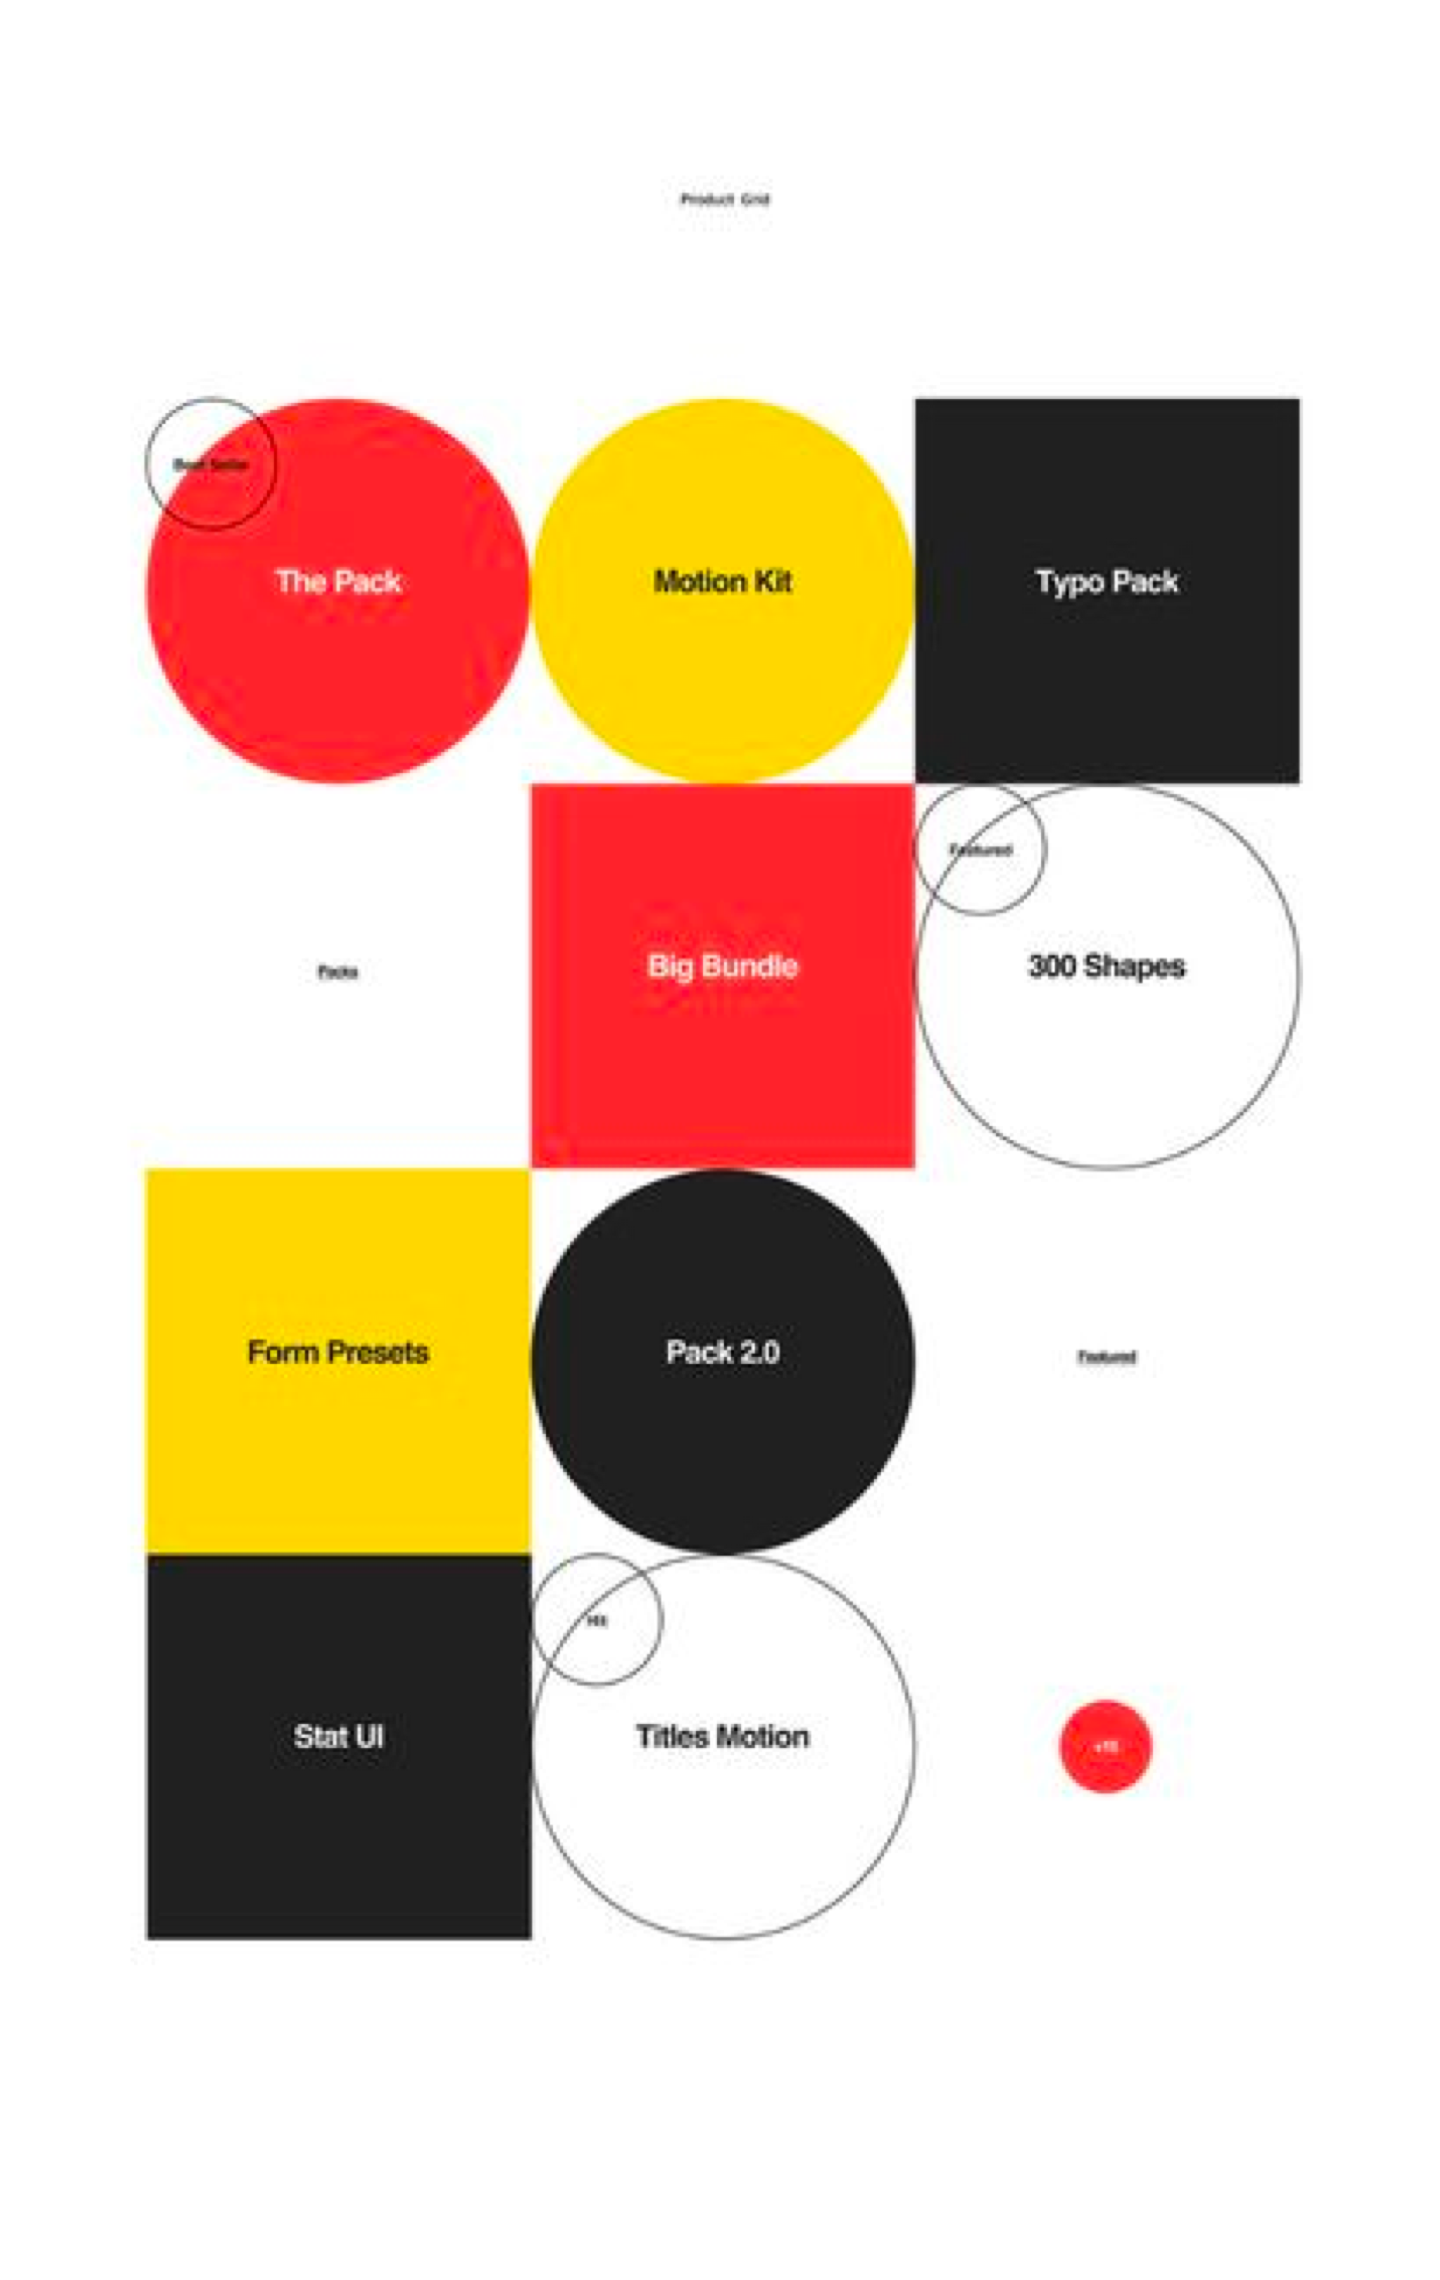 Product Grid
Best Seller
The Pack
Motion Kit
Typo Pack
Packs
Big Bundle
Featured
300 Shapes
Form Presets
Pack 2.0
Featured
Stat UI
Hit
Titles Motion